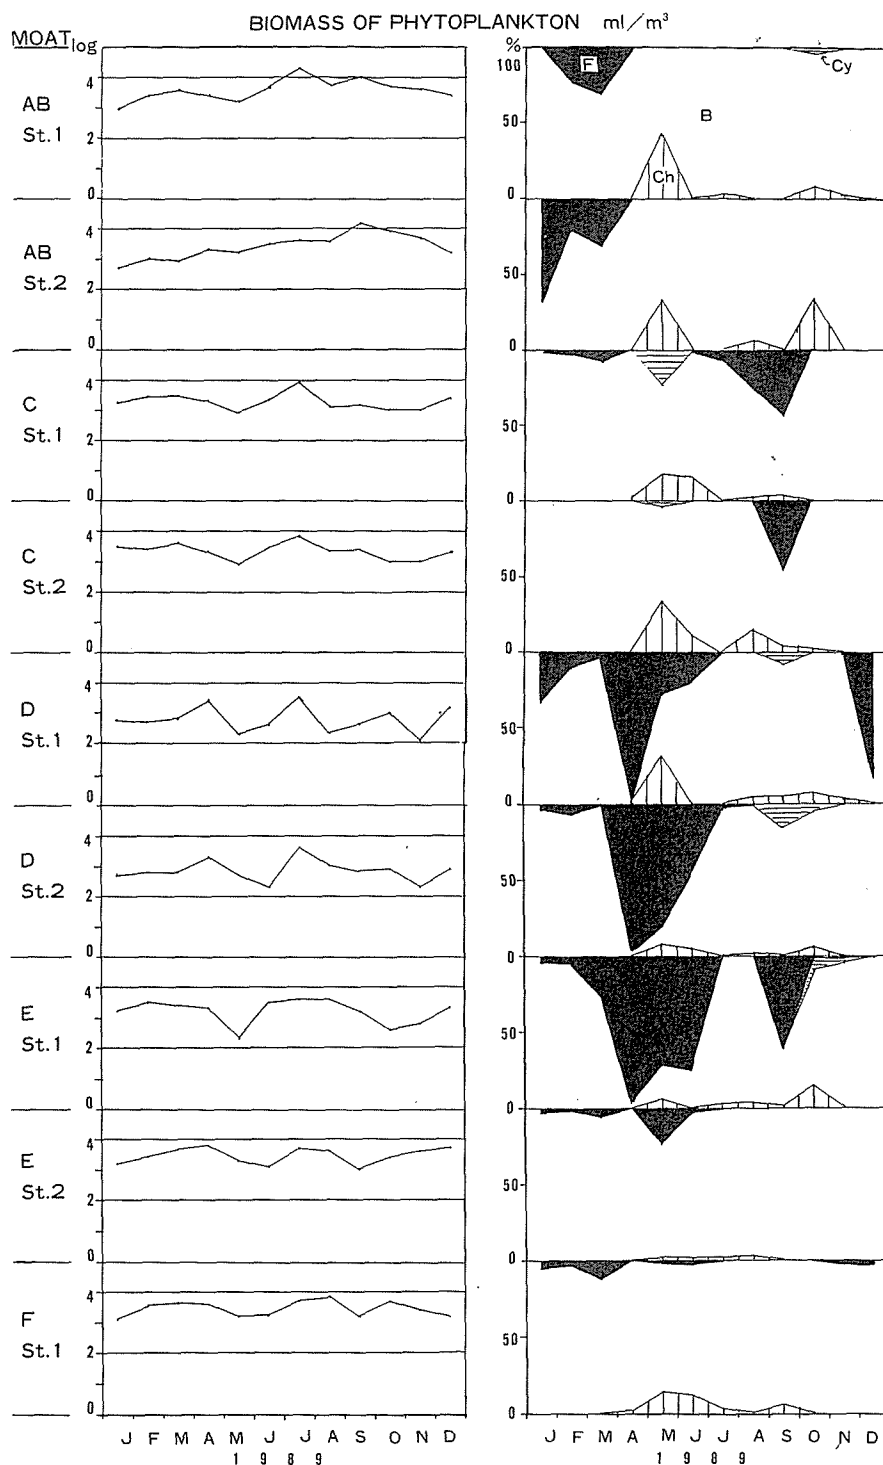 BIOMASS OF PHYTOPLANKTON ml/m³
MOAT log % 
4 100 F Cy
AB B
St.1 50
2 Ch
0 0
4
AB
St.2 50
2
0 0
4
C
St.1 50
2
0 0
4
C
St.2 50
2
0 0
4
D
St.1 50
2
0 0
4
D
St.2 50
2
0 0
4
E
St.1 50
2
0 0
4
E
St.2
2
0 0
4
F
St.1 50
2
0 0
J F M A M J J A S O N D J F M A M J J A S O N D
1 9 8 9 1 9 8 9